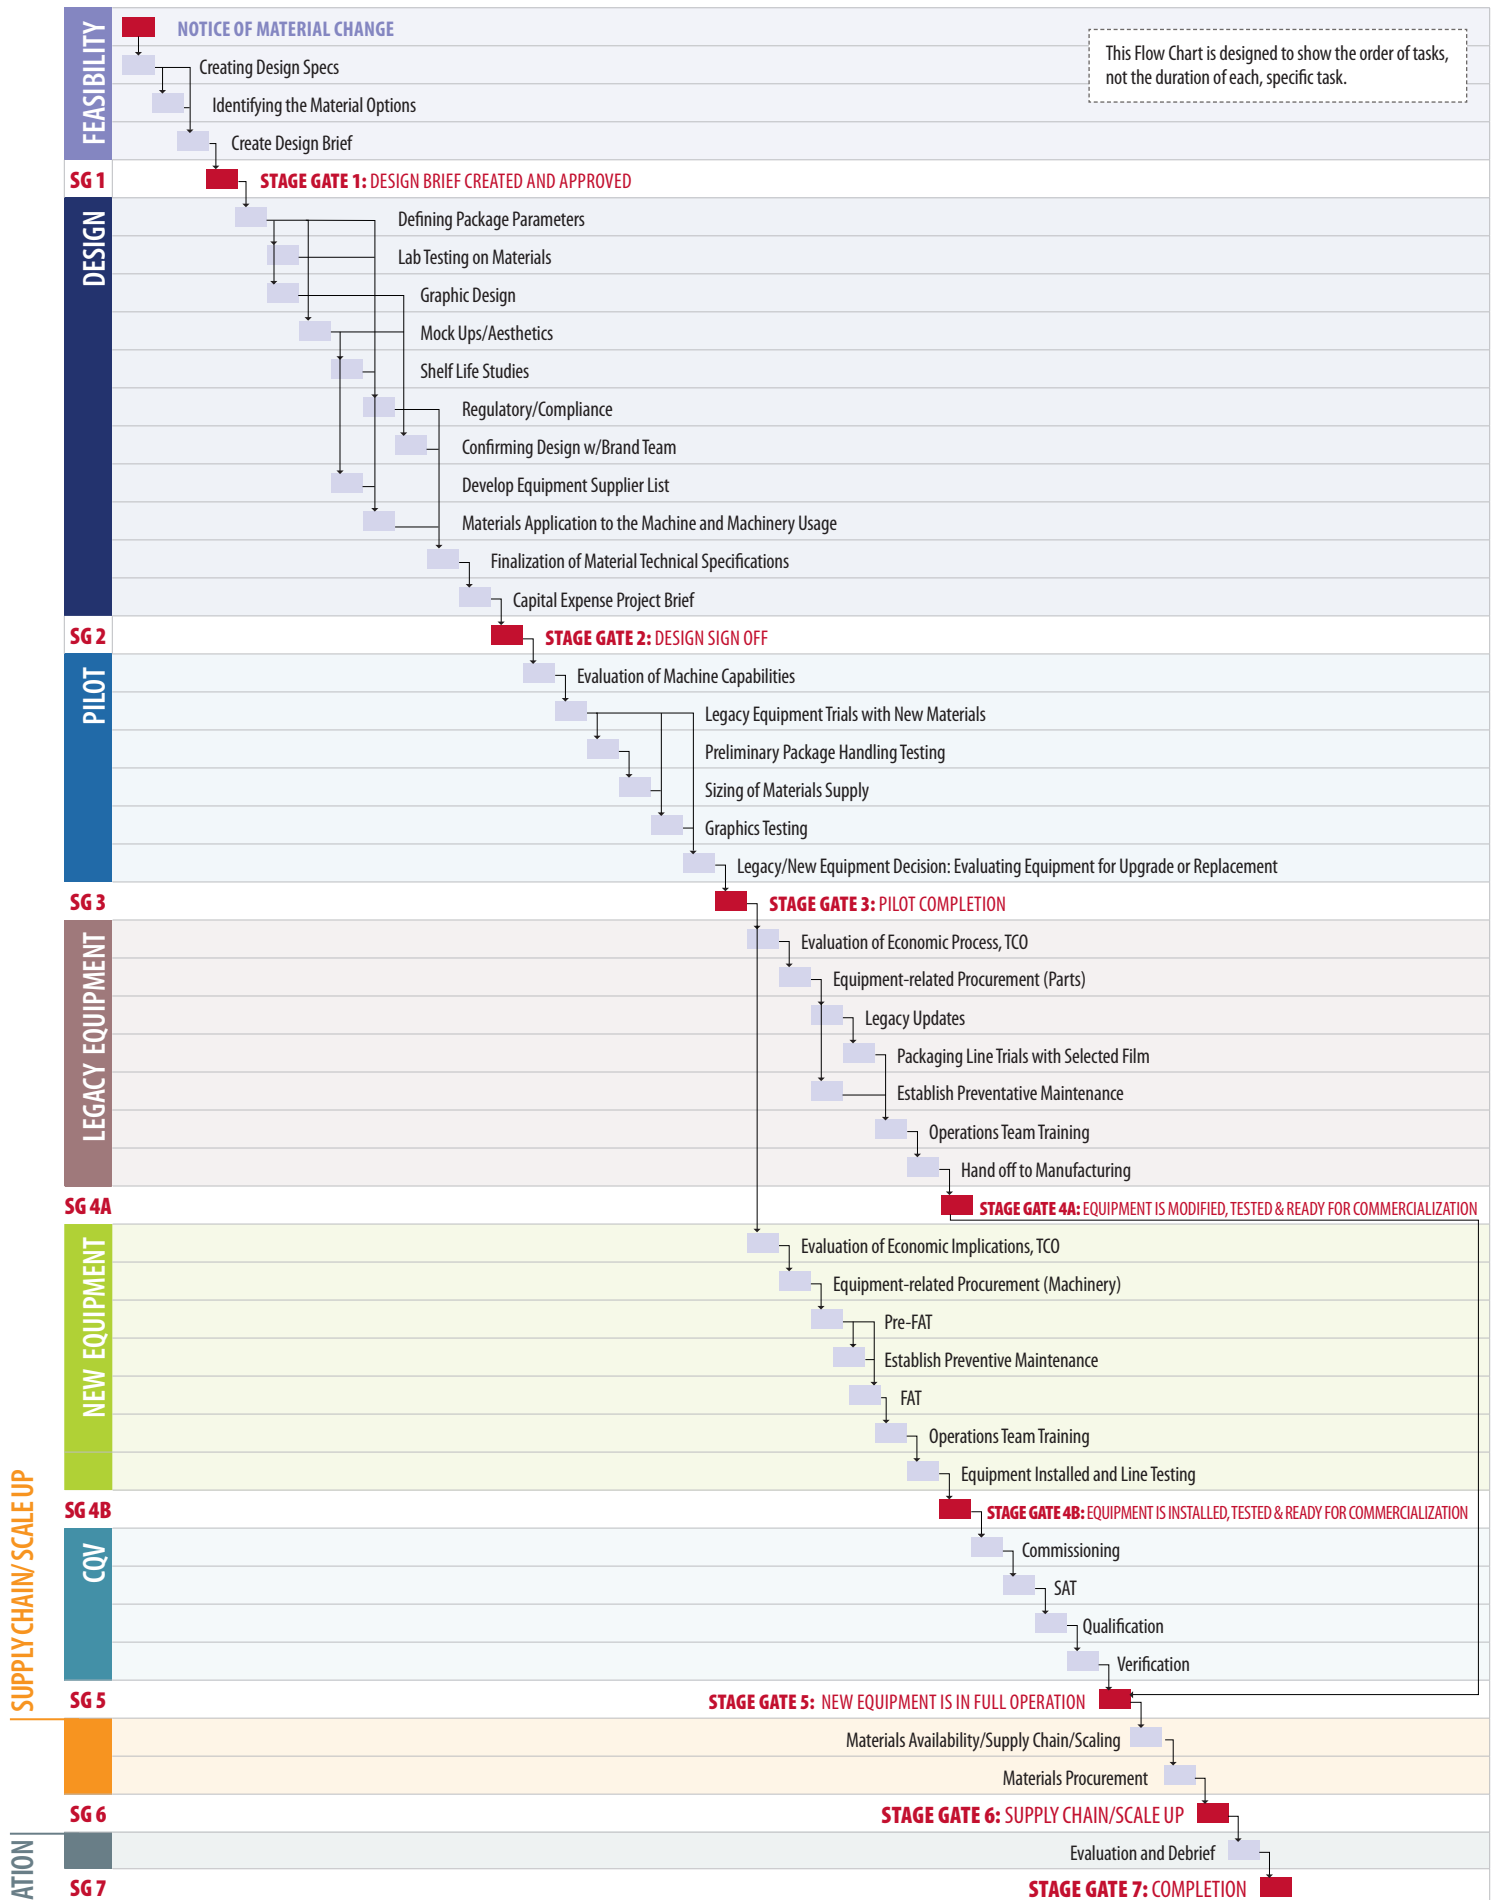 FEASIBILITY
NOTICE OF MATERIAL CHANGE
This Flow Chart is designed to show the order of tasks,
not the duration of each, specific task.
Creating Design Specs
Identifying the Material Options
Create Design Brief
SG 1
STAGE GATE 1: DESIGN BRIEF CREATED AND APPROVED
DESIGN
Defining Package Parameters
Lab Testing on Materials
Graphic Design
Mock Ups/Aesthetics
Shelf Life Studies
Regulatory/Compliance
Confirming Design w/Brand Team
Develop Equipment Supplier List
Materials Application to the Machine and Machinery Usage
Finalization of Material Technical Specifications
Capital Expense Project Brief
SG 2
STAGE GATE 2: DESIGN SIGN OFF
PILOT
Evaluation of Machine Capabilities
Legacy Equipment Trials with New Materials
Preliminary Package Handling Testing
Sizing of Materials Supply
Graphics Testing
Legacy/New Equipment Decision: Evaluating Equipment for Upgrade or Replacement
SG 3
STAGE GATE 3: PILOT COMPLETION
LEGACY EQUIPMENT
Evaluation of Economic Process, TCO
Equipment-related Procurement (Parts)
Legacy Updates
Packaging Line Trials with Selected Film
Establish Preventative Maintenance
Operations Team Training
Hand off to Manufacturing
SG 4A
STAGE GATE 4A: EQUIPMENT IS MODIFIED, TESTED & READY FOR COMMERCIALIZATION
NEW EQUIPMENT
Evaluation of Economic Implications, TCO
Equipment-related Procurement (Machinery)
Pre-FAT
Establish Preventive Maintenance
FAT
Operations Team Training
Equipment Installed and Line Testing
SG 4B
STAGE GATE 4B: EQUIPMENT IS INSTALLED, TESTED & READY FOR COMMERCIALIZATION
CQV
Commissioning
SAT
Qualification
Verification
SG 5
STAGE GATE 5: NEW EQUIPMENT IS IN FULL OPERATION
SUPPLY CHAIN/ SCALE UP
Materials Availability/Supply Chain/Scaling
Materials Procurement
SG 6
STAGE GATE 6: SUPPLY CHAIN/SCALE UP
ATION
Evaluation and Debrief
SG 7
STAGE GATE 7: COMPLETION